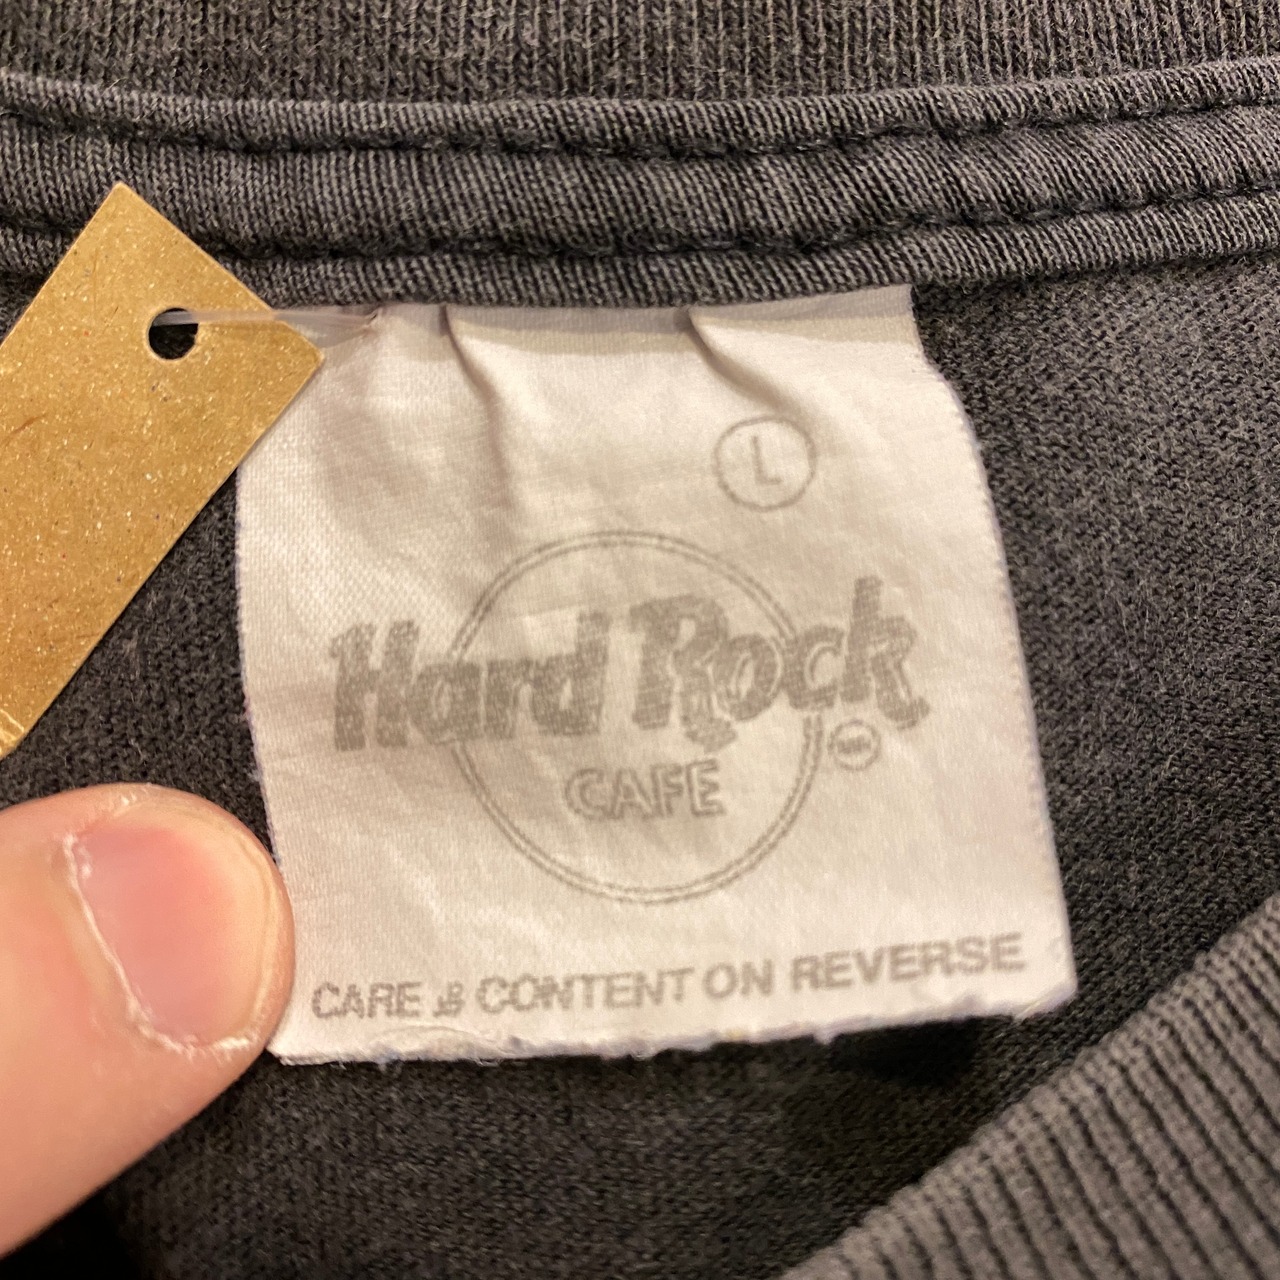 L
Hard Rock
CAFE
CARE & CONTENT ON REVERSE